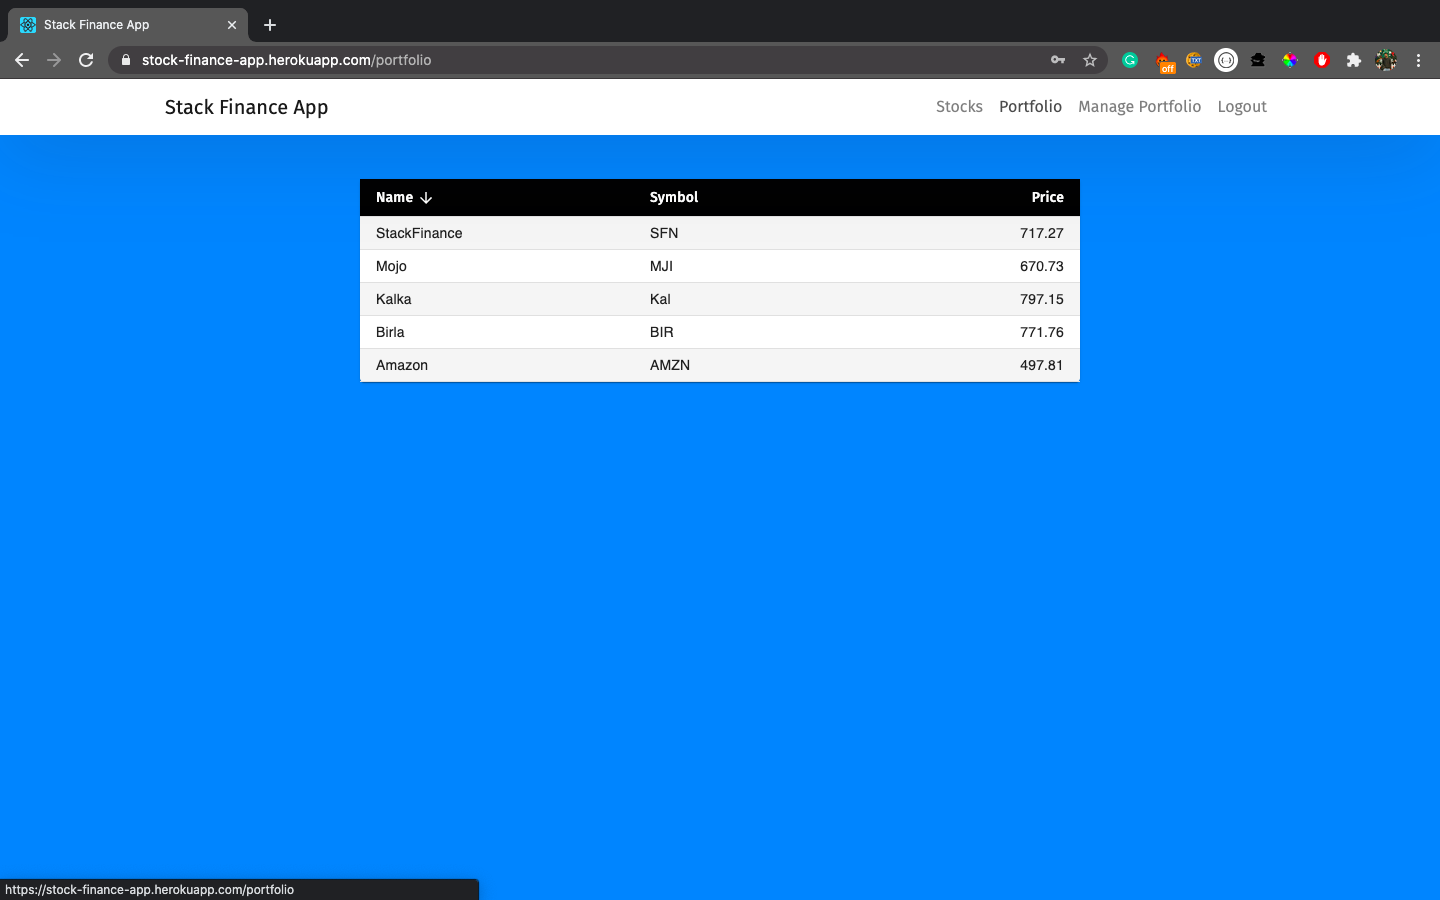 Stack Finance App
stock-finance-app.herokuapp.com/portfolio
TXT
off
Stack Finance App Stocks Portfolio Manage Portfolio Logout
Name Symbol Price
StackFinance SFN 717.27
Mojo MJI 670.73
Kalka Kal 797.15
Birla BIR 771.76
Amazon AMZN 497.81
https://stock-finance-app.herokuapp.com/portfolio